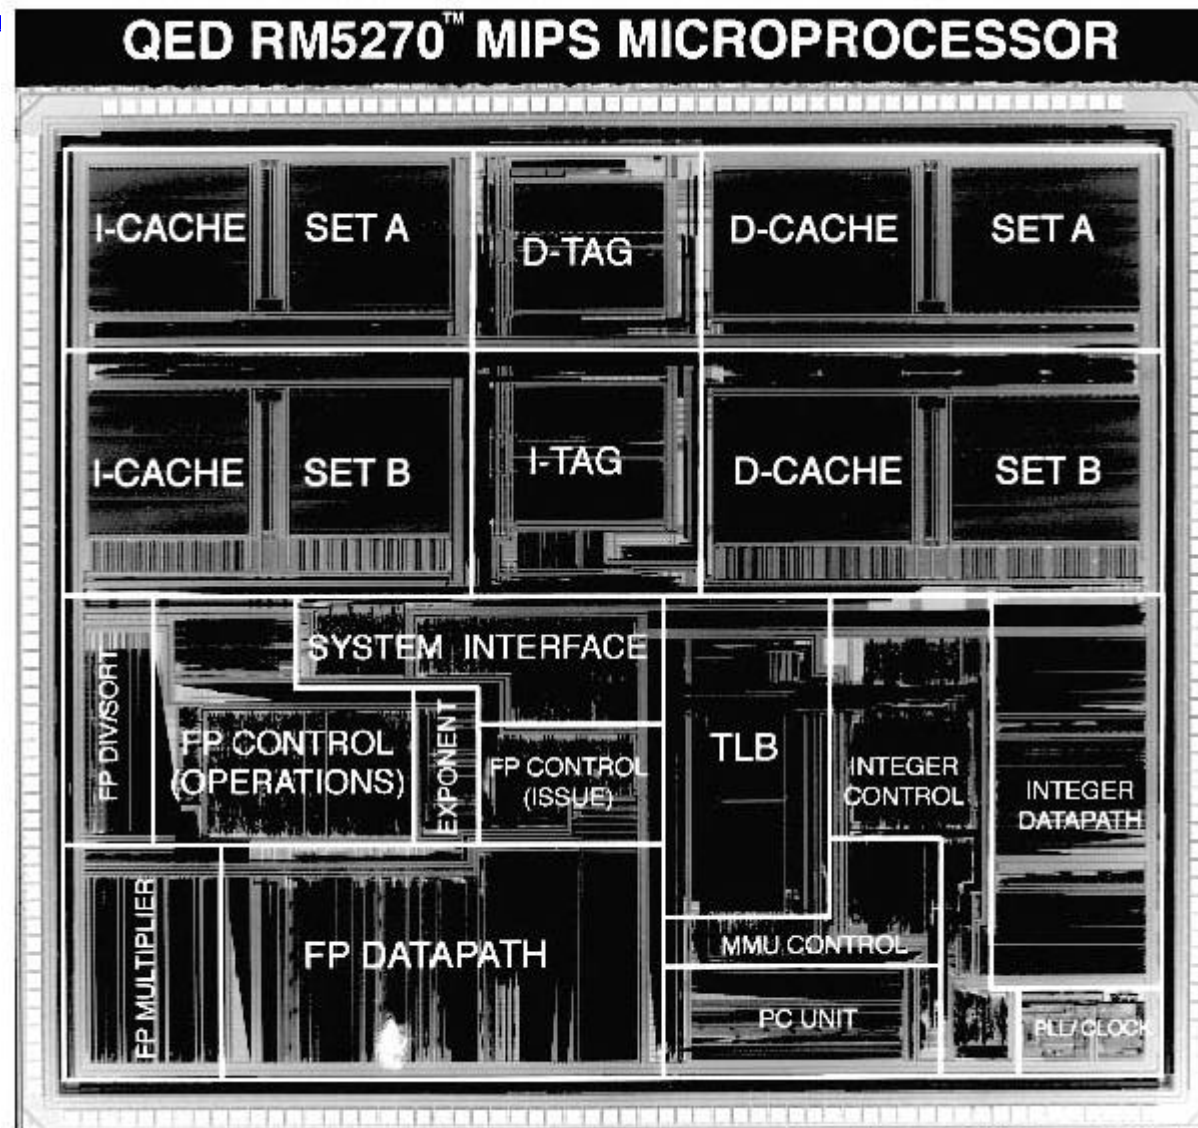 QED RM5270™ MIPS MICROPROCESSOR
I-CACHE SET A
D-TAG
D-CACHE SET A
I-CACHE SET B
I-TAG
D-CACHE SET B
FP DIV/SQRT
SYSTEM INTERFACE
FP CONTROL
(OPERATIONS)
EXPONENT
FP CONTROL
(ISSUE)
TLB
INTEGER
CONTROL
INTEGER
DATAPATH
FP MULTIPLIER
FP DATAPATH
MMU CONTROL
PC UNIT
PLL/CLOCK